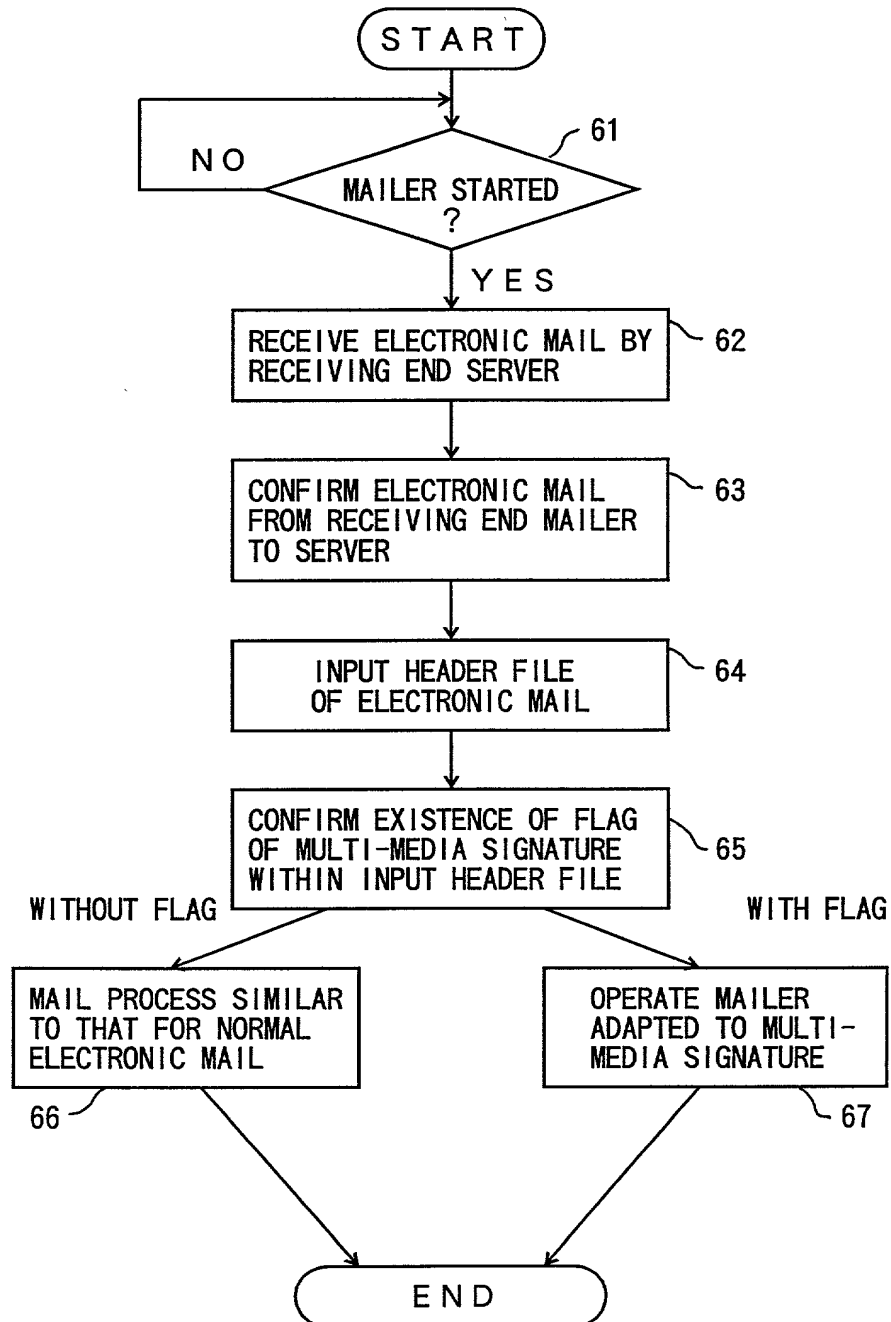 START
61
NO
MAILER STARTED
?
YES
RECEIVE ELECTRONIC MAIL BY
RECEIVING END SERVER
62
CONFIRM ELECTRONIC MAIL
FROM RECEIVING END MAILER
TO SERVER
63
INPUT HEADER FILE
OF ELECTRONIC MAIL
64
CONFIRM EXISTENCE OF FLAG
OF MULTI-MEDIA SIGNATURE
WITHIN INPUT HEADER FILE
65
WITHOUT FLAG
WITH FLAG
MAIL PROCESS SIMILAR
TO THAT FOR NORMAL
ELECTRONIC MAIL
66
OPERATE MAILER
ADAPTED TO MULTI-
MEDIA SIGNATURE
67
END